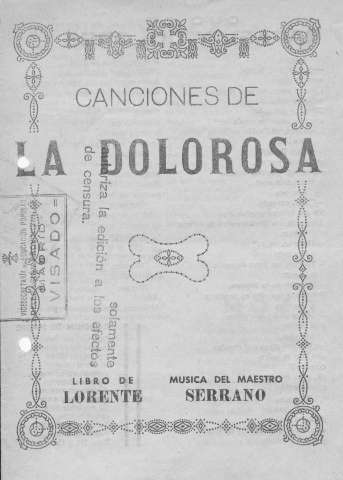 CANCIONES DE
LA DOLOROSA
autoriza la edición a los efectos
de censura.
solamente
MADRID
VISADO
LIBRO DE
LORENTE
MUSICA DEL MAESTRO
SERRANO